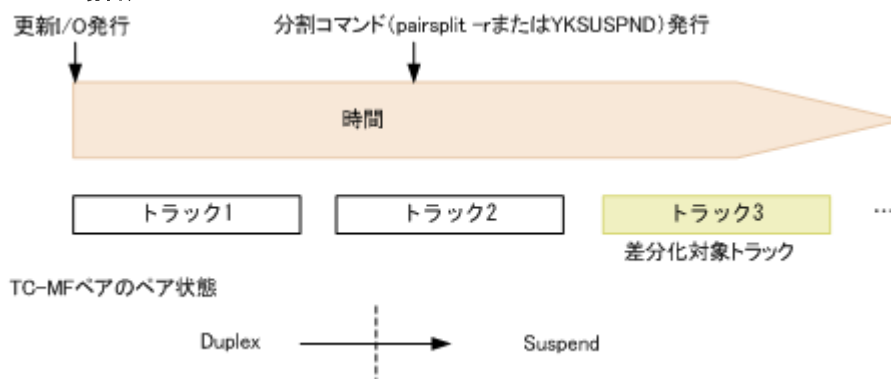 更新I/O発行
分割コマンド(pairsplit -rまたはYKSUSPND)発行
時間
トラック1
トラック2
トラック3
…
差分化対象トラック
TC-MFペアのペア状態
Duplex
Suspend